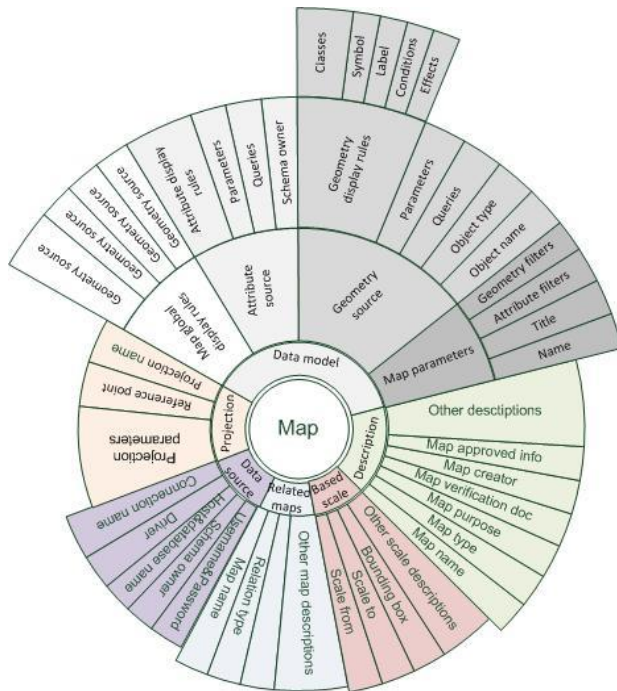 Classes
Symbol
Label
Conditions
Effects
Geometry source
Geometry source
Geometry source
Geometry source
Attribute display
rules
Parameters
Queries
Schema owner
Geometry
display rules
Parameters
Queries
Object type
Object name
Geometry filters
Attribute filters
Title
Name
Map global
display rules
Attribute
source
Geometry
source
Map parameters
Data model
Map
Projection
Projection name
Reference point
Projection
parameters
Description
Other desctiptions
Map approved info
Map creator
Map verification doc
Map purpose
Map type
Map name
Based
scale
Other scale descriptions
Bounding box
Scale to
Scale from
Related
maps
Other map descriptions
Relation type
Map name
Data
source
Connection name
Driver
Host&database name
Schema owner
Username&Password